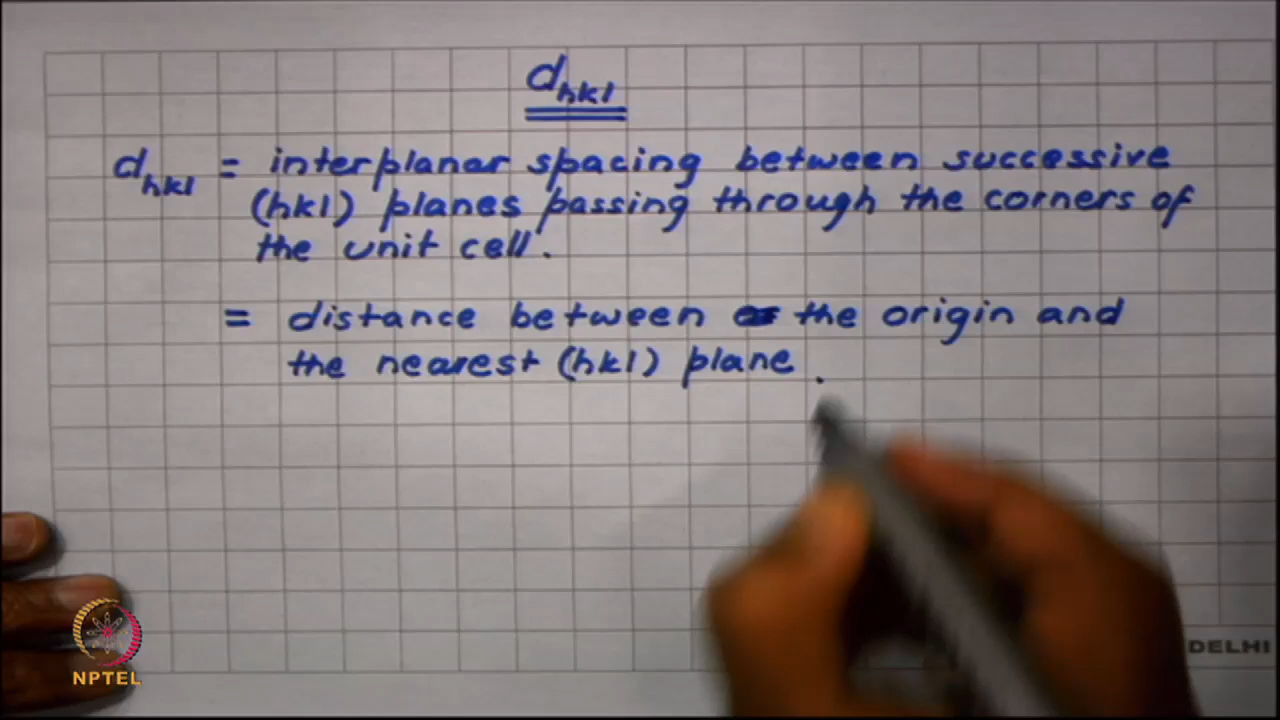 dhkl
dhkl = interplanar spacing between successive
(hkl) planes passing through the corners of
the unit cell.
= distance between the origin and
the nearest (hkl) plane.
DELHI
NPTEL